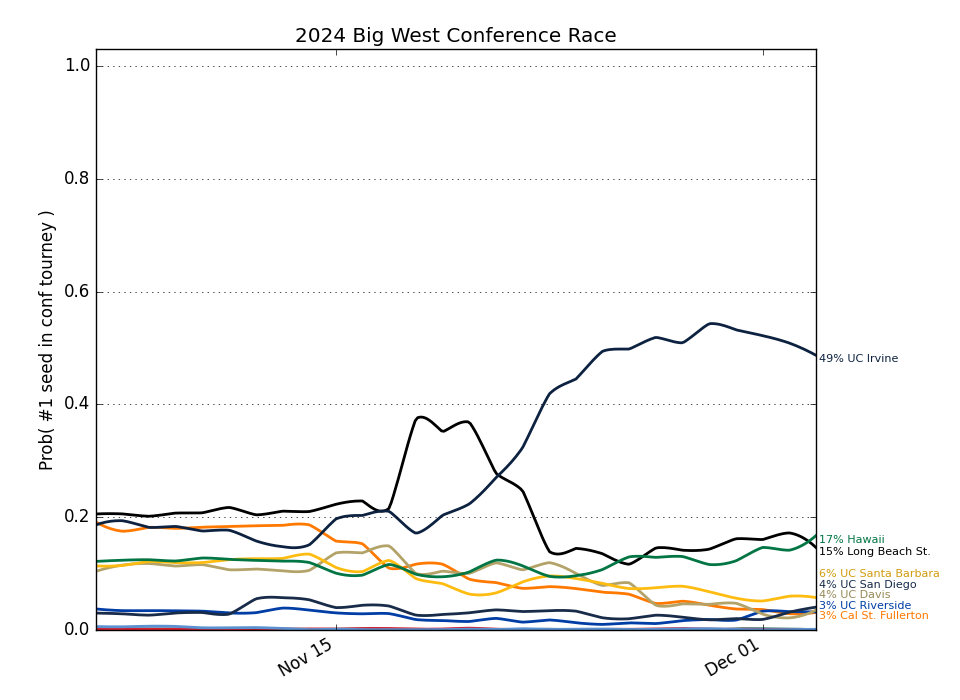 2024 Big West Conference Race
Prob( #1 seed in conf tourney )
1.0
0.8
0.6
0.4
0.2
0.0
Nov 15
Dec 01
49% UC Irvine
17% Hawaii
15% Long Beach St.
6% UC Santa Barbara
4% UC San Diego
4% UC Davis
3% UC Riverside
3% Cal St. Fullerton